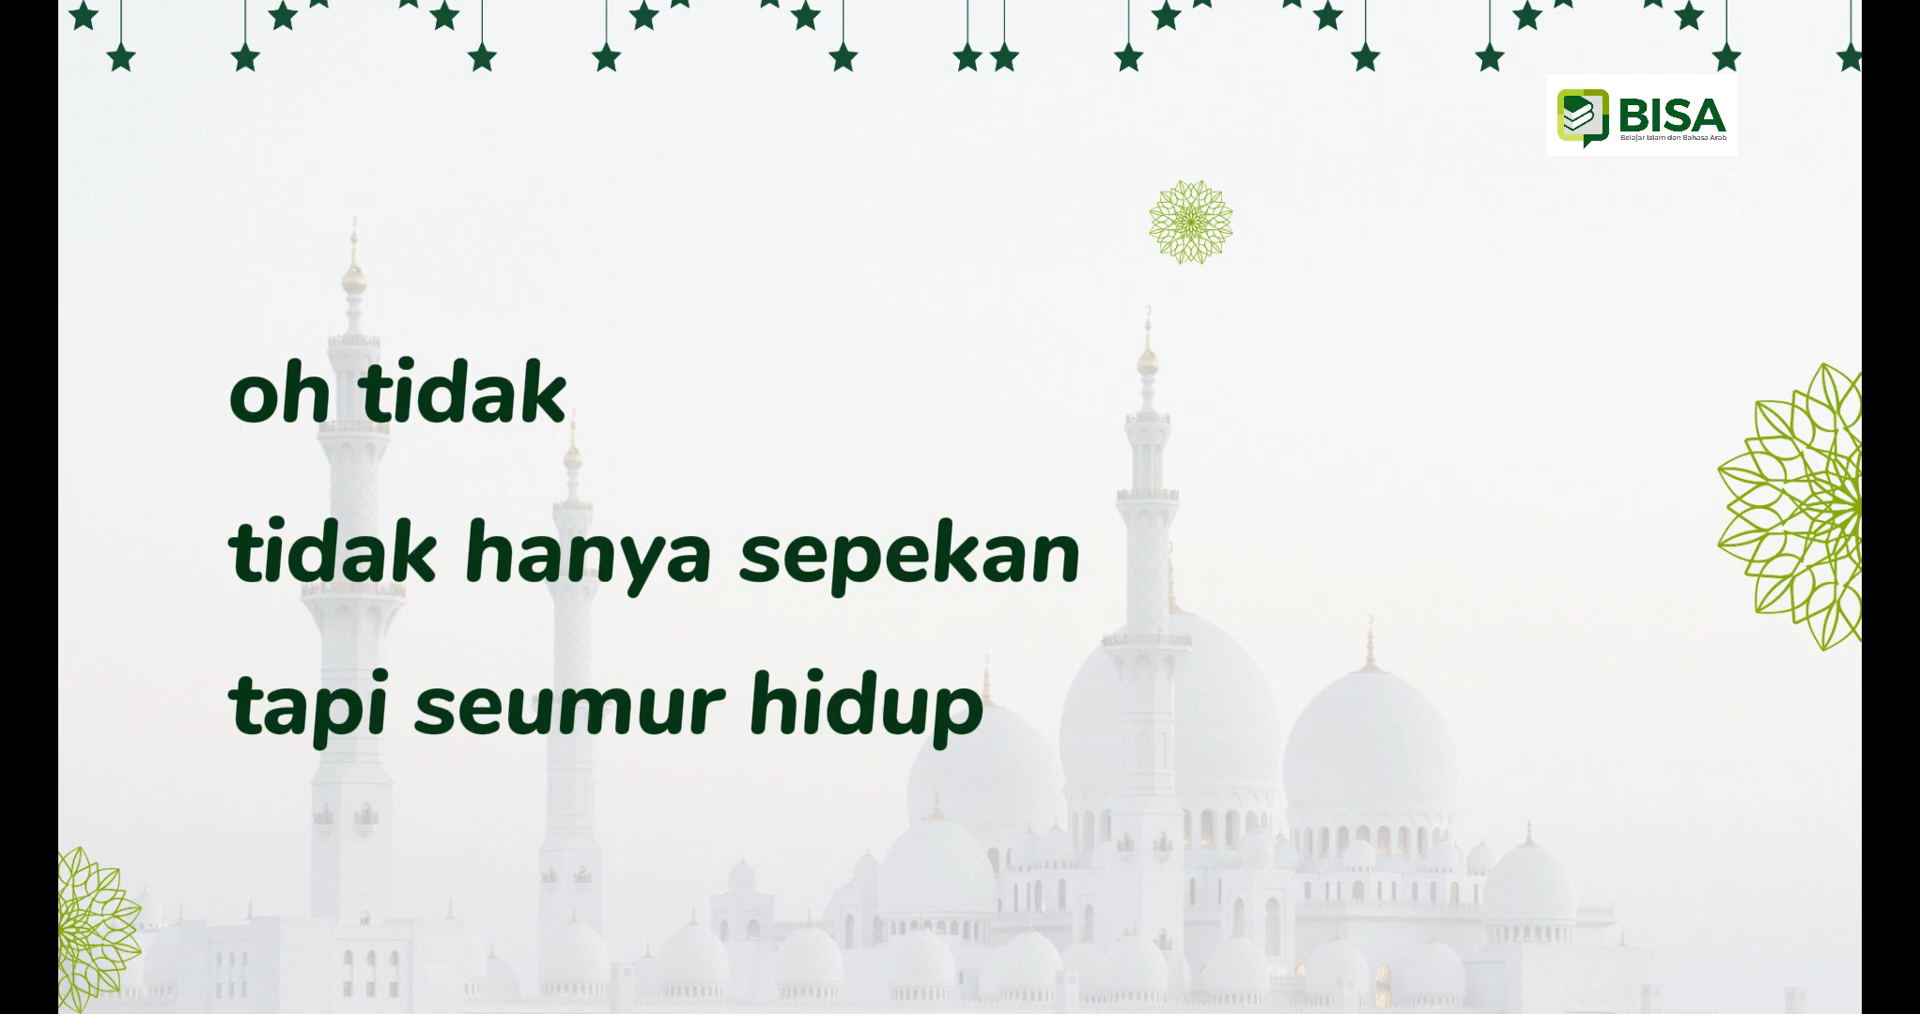 BISA
Belajar Islam dan Bahasa Arab
oh tidak
tidak hanya sepekan
tapi seumur hidup